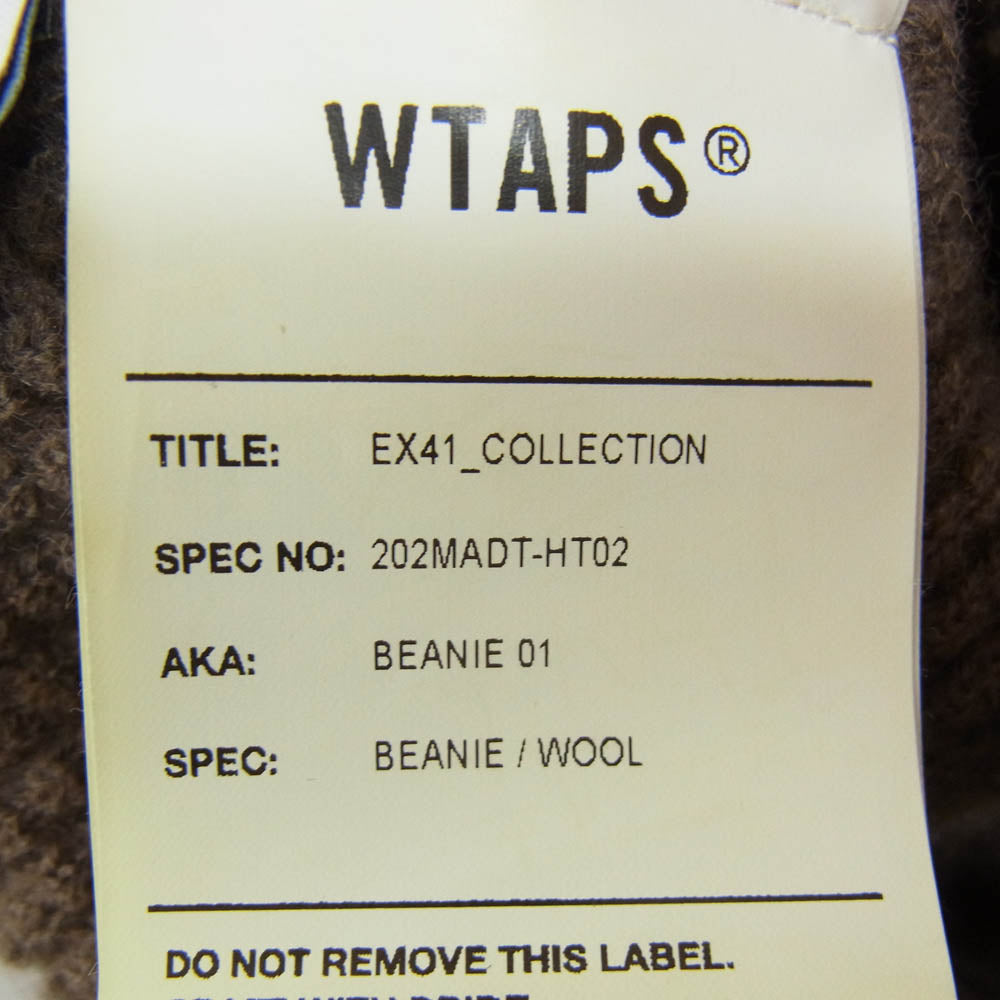 WTAPS®
TITLE: EX41_COLLECTION
SPEC NO: 202MADT-HT02
AKA: BEANIE 01
SPEC: BEANIE / WOOL
DO NOT REMOVE THIS LABEL.